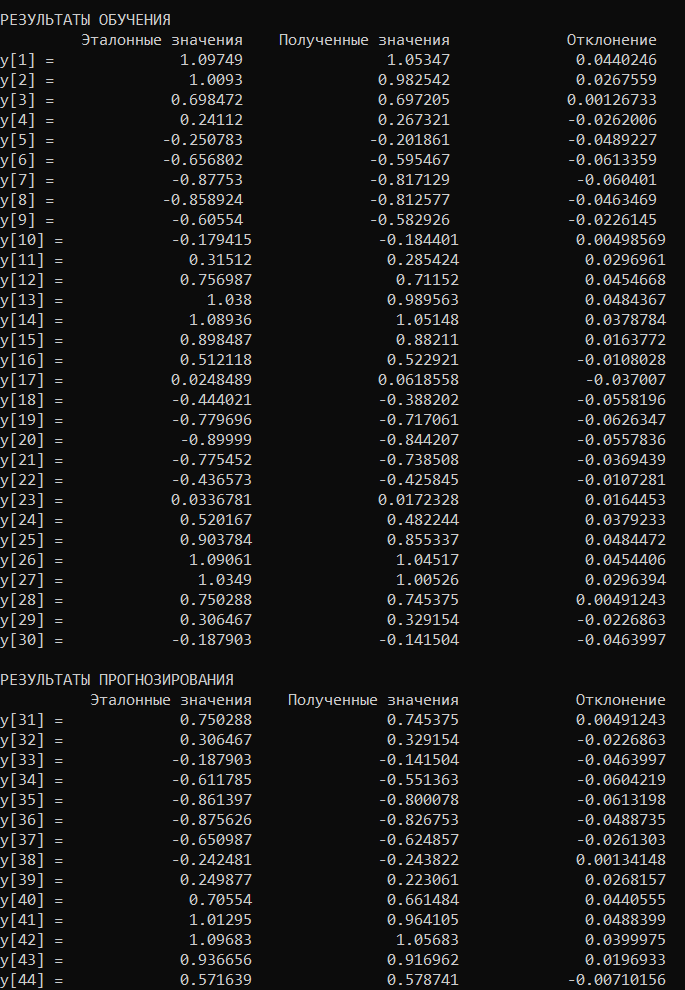 РЕЗУЛЬТАТЫ ОБУЧЕНИЯ
Эталонные значения Полученные значения Отклонение
y[1] = 1.09749 1.05347 0.0440246
y[2] = 1.0093 0.982542 0.0267559
y[3] = 0.698472 0.697205 0.00126733
y[4] = 0.24112 0.267321 -0.0262006
y[5] = -0.250783 -0.201861 -0.0489227
y[6] = -0.656802 -0.595467 -0.0613359
y[7] = -0.87753 -0.817129 -0.060401
y[8] = -0.858924 -0.812577 -0.0463469
y[9] = -0.60554 -0.582926 -0.0226145
y[10] = -0.179415 -0.184401 0.00498569
y[11] = 0.31512 0.285424 0.0296961
y[12] = 0.756987 0.71152 0.0454668
y[13] = 1.038 0.989563 0.0484367
y[14] = 1.08936 1.05148 0.0378784
y[15] = 0.898487 0.88211 0.0163772
y[16] = 0.512118 0.522921 -0.0108028
y[17] = 0.0248489 0.0618558 -0.037007
y[18] = -0.444021 -0.388202 -0.0558196
y[19] = -0.779696 -0.717061 -0.0626347
y[20] = -0.89999 -0.844207 -0.0557836
y[21] = -0.775452 -0.738508 -0.0369439
y[22] = -0.436573 -0.425845 -0.0107281
y[23] = 0.0336781 0.0172328 0.0164453
y[24] = 0.520167 0.482244 0.0379233
y[25] = 0.903784 0.855337 0.0484472
y[26] = 1.09061 1.04517 0.0454406
y[27] = 1.0349 1.00526 0.0296394
y[28] = 0.750288 0.745375 0.00491243
y[29] = 0.306467 0.329154 -0.0226863
y[30] = -0.187903 -0.141504 -0.0463997
РЕЗУЛЬТАТЫ ПРОГНОЗИРОВАНИЯ
Эталонные значения Полученные значения Отклонение
y[31] = 0.750288 0.745375 0.00491243
y[32] = 0.306467 0.329154 -0.0226863
y[33] = -0.187903 -0.141504 -0.0463997
y[34] = -0.611785 -0.551363 -0.0604219
y[35] = -0.861397 -0.800078 -0.0613198
y[36] = -0.875626 -0.826753 -0.0488735
y[37] = -0.650987 -0.624857 -0.0261303
y[38] = -0.242481 -0.243822 0.00134148
y[39] = 0.249877 0.223061 0.0268157
y[40] = 0.70554 0.661484 0.0440555
y[41] = 1.01295 0.964105 0.0488399
y[42] = 1.09683 1.05683 0.0399975
y[43] = 0.936656 0.916962 0.0196933
y[44] = 0.571639 0.578741 -0.00710156